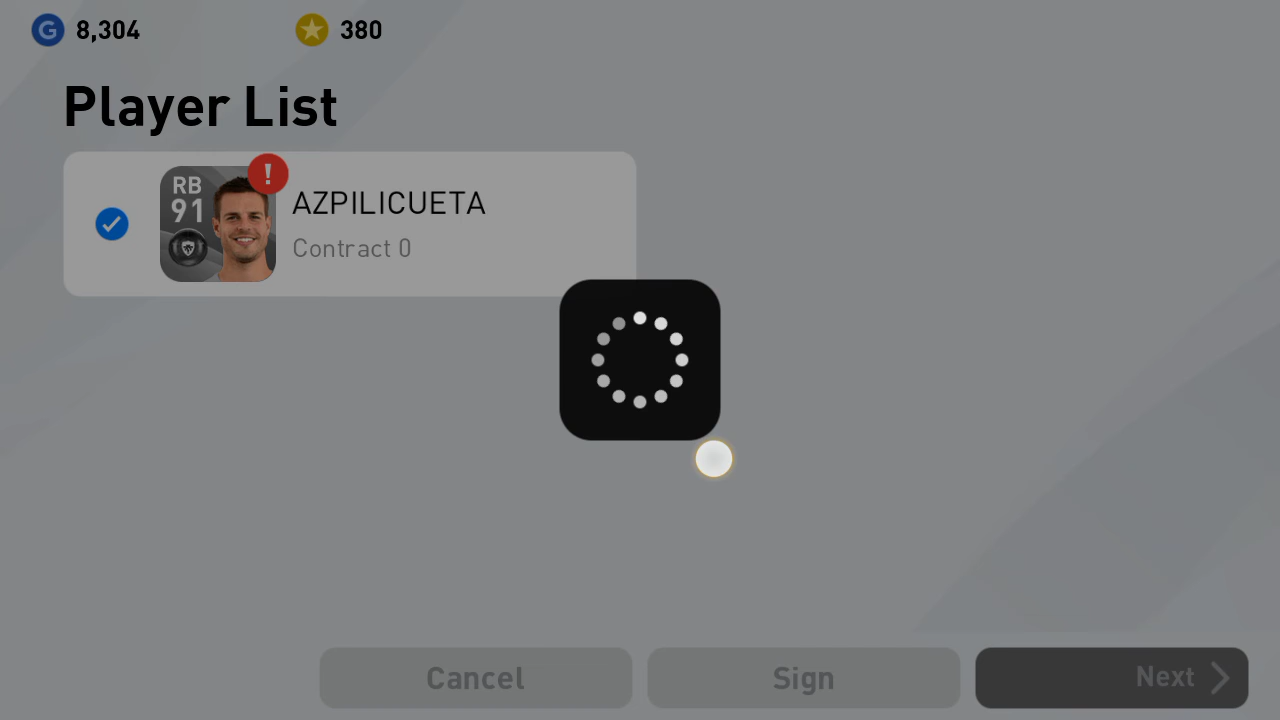 G 8,304
380
Player List
RB
91
!
AZPILICUETA
Contract 0
Cancel
Sign
Next